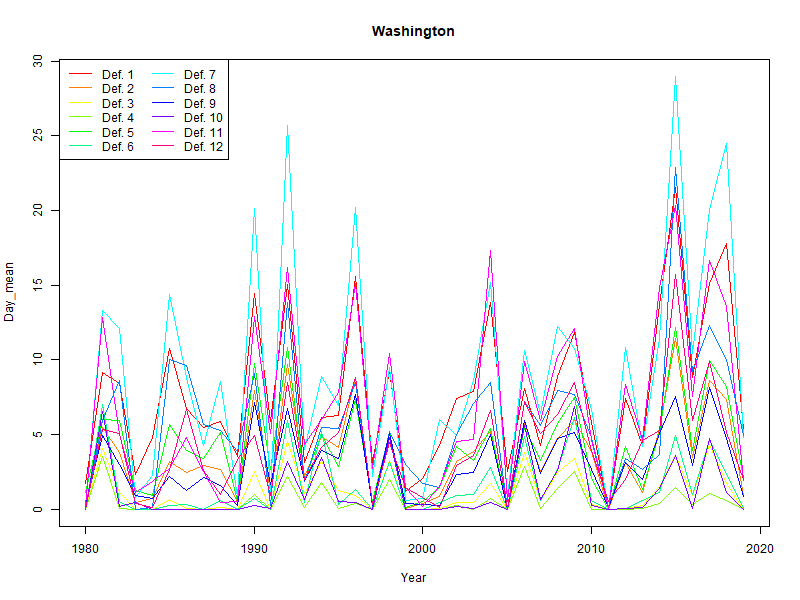 Washington
Def. 1 Def. 7
Def. 2 Def. 8
Def. 3 Def. 9
Def. 4 Def. 10
Def. 5 Def. 11
Def. 6 Def. 12
30
25
20
15
10
5
0
Day_mean
1980 1990 2000 2010 2020
Year